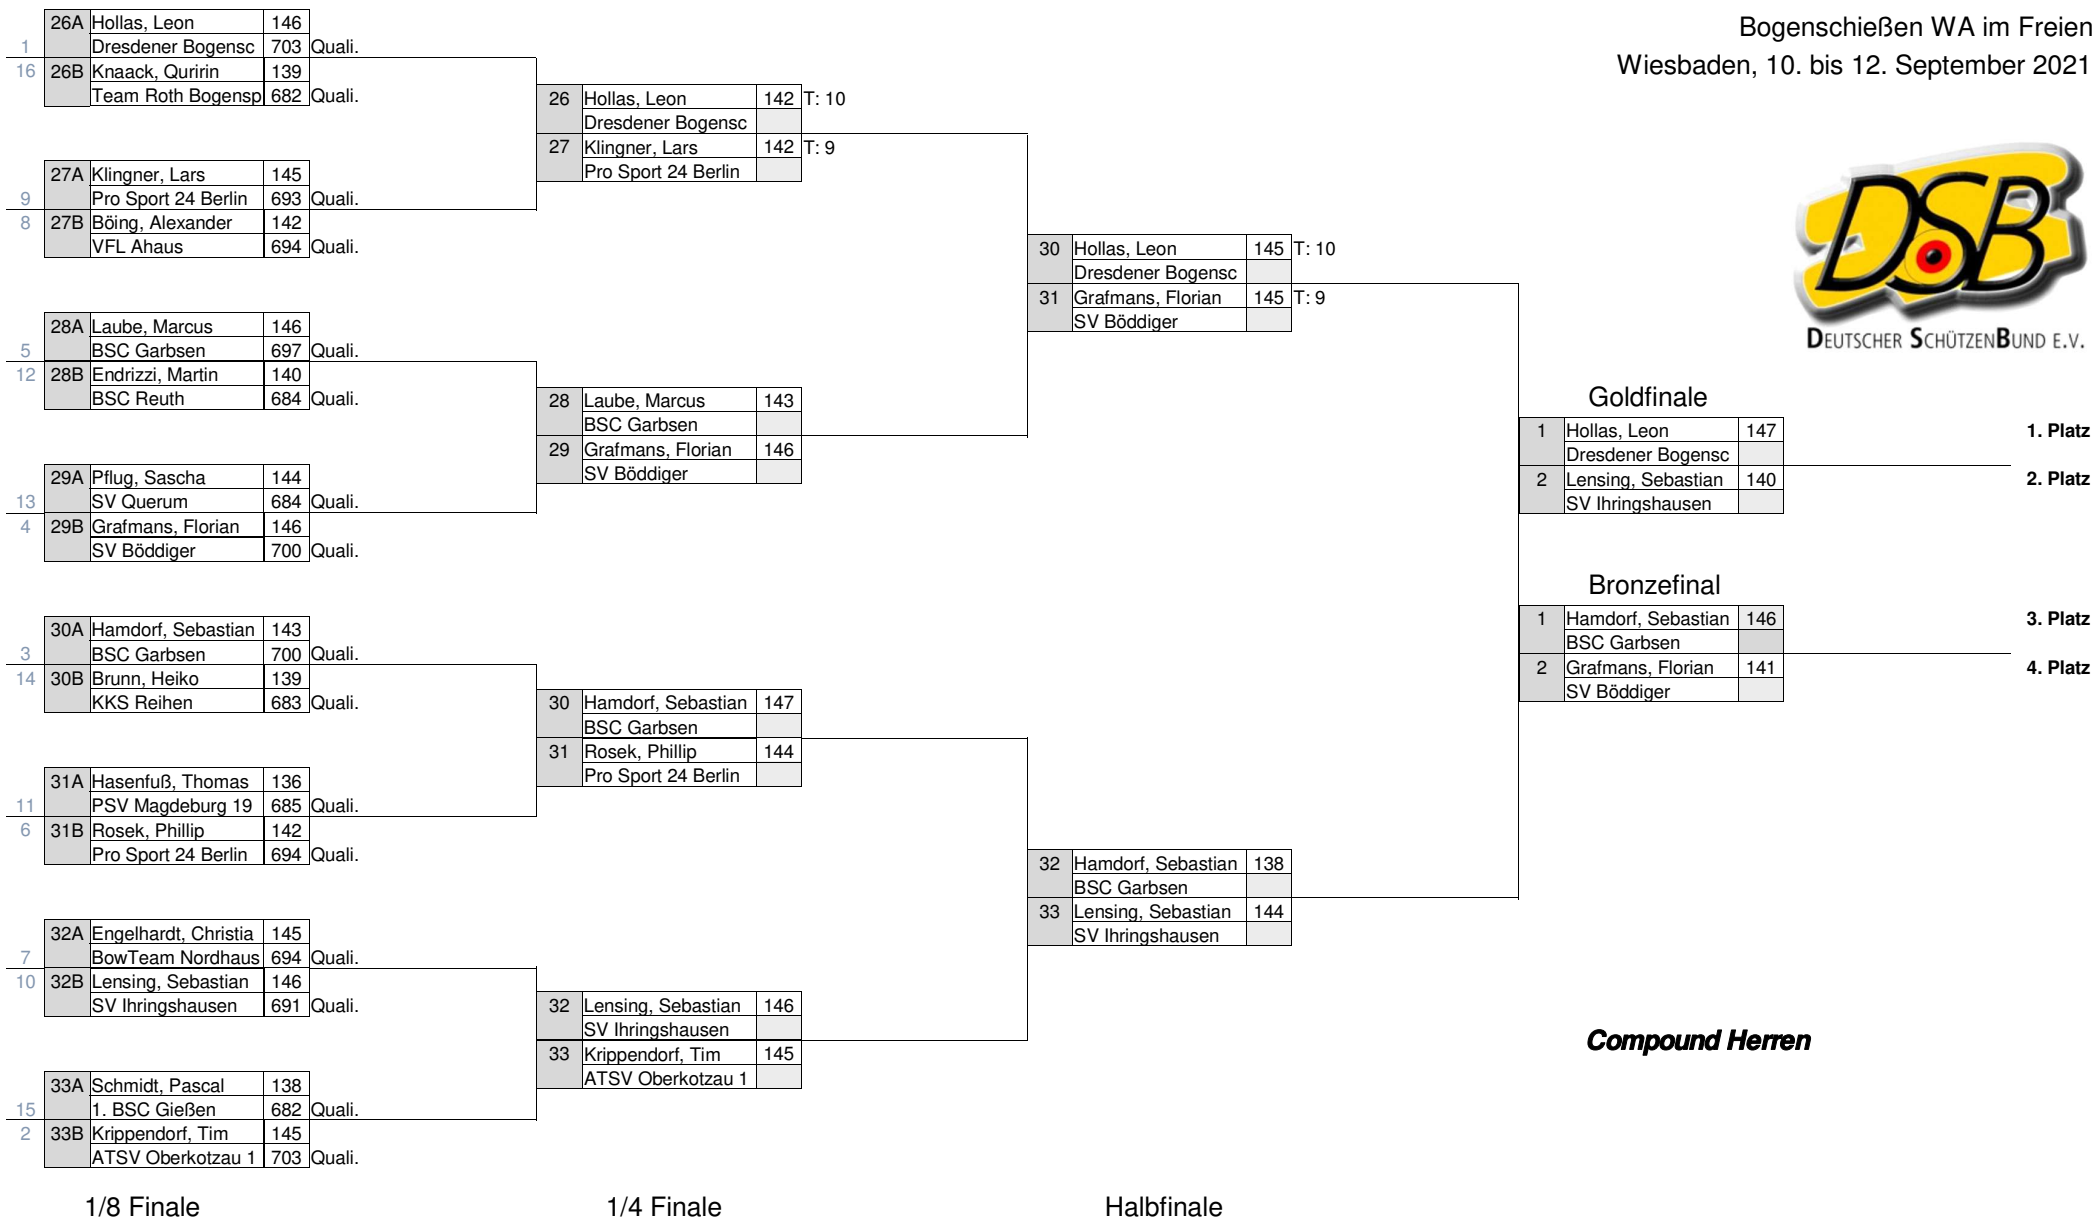 Bogenschießen WA im Freien
Wiesbaden, 10. bis 12. September 2021
DSB
DEUTSCHER SCHÜTZENBUND E.V.
26A Hollas, Leon 146
1 Dresdener Bogensc 703 Quali.
16 26B Knaack, Quririn 139
Team Roth Bogensp 682 Quali.
27A Klingner, Lars 145
9 Pro Sport 24 Berlin 693 Quali.
8 27B Böing, Alexander 142
VFL Ahaus 694 Quali.
28A Laube, Marcus 146
5 BSC Garbsen 697 Quali.
12 28B Endrizzi, Martin 140
BSC Reuth 684 Quali.
29A Pflug, Sascha 144
13 SV Querum 684 Quali.
4 29B Grafmans, Florian 146
SV Böddiger 700 Quali.
30A Hamdorf, Sebastian 143
3 BSC Garbsen 700 Quali.
14 30B Brunn, Heiko 139
KKS Reihen 683 Quali.
31A Hasenfuß, Thomas 136
11 PSV Magdeburg 19 685 Quali.
6 31B Rosek, Phillip 142
Pro Sport 24 Berlin 694 Quali.
32A Engelhardt, Christia 145
7 BowTeam Nordhaus 694 Quali.
10 32B Lensing, Sebastian 146
SV Ihringshausen 691 Quali.
33A Schmidt, Pascal 138
15 1. BSC Gießen 682 Quali.
2 33B Krippendorf, Tim 145
ATSV Oberkotzau 1 703 Quali.
1/8 Finale
26 Hollas, Leon 142 T: 10
Dresdener Bogensc
27 Klingner, Lars 142 T: 9
Pro Sport 24 Berlin
28 Laube, Marcus 143
BSC Garbsen
29 Grafmans, Florian 146
SV Böddiger
30 Hamdorf, Sebastian 147
BSC Garbsen
31 Rosek, Phillip 144
Pro Sport 24 Berlin
32 Lensing, Sebastian 146
SV Ihringshausen
33 Krippendorf, Tim 145
ATSV Oberkotzau 1
1/4 Finale
30 Hollas, Leon 145 T: 10
Dresdener Bogensc
31 Grafmans, Florian 145 T: 9
SV Böddiger
32 Hamdorf, Sebastian 138
BSC Garbsen
33 Lensing, Sebastian 144
SV Ihringshausen
Halbfinale
Goldfinale
1 Hollas, Leon 147 1. Platz
Dresdener Bogensc
2 Lensing, Sebastian 140 2. Platz
SV Ihringshausen
Bronzefinal
1 Hamdorf, Sebastian 146 3. Platz
BSC Garbsen
2 Grafmans, Florian 141 4. Platz
SV Böddiger
Compound Herren